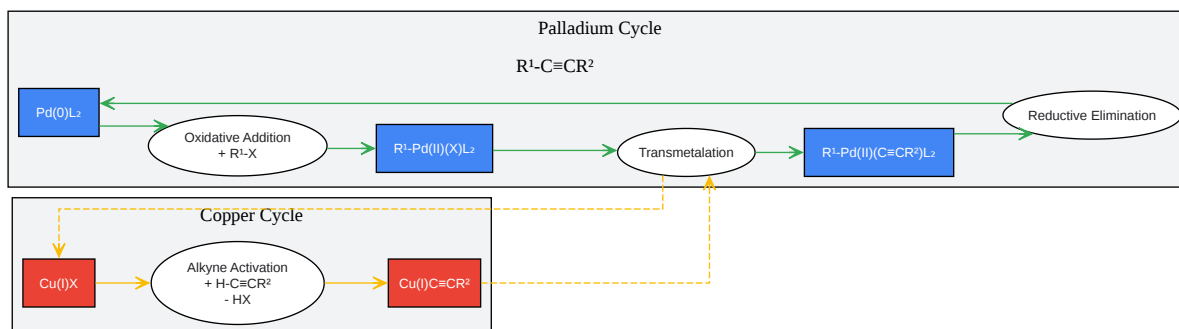 Palladium Cycle
R¹-C≡CR²
Pd(0)L₂
Oxidative Addition
+ R¹-X
R¹-Pd(II)(X)L₂
Transmetalation
R¹-Pd(II)(C≡CR²)L₂
Reductive Elimination
Copper Cycle
Cu(I)X
Alkyne Activation
+ H-C≡CR²
- HX
Cu(I)C≡CR²